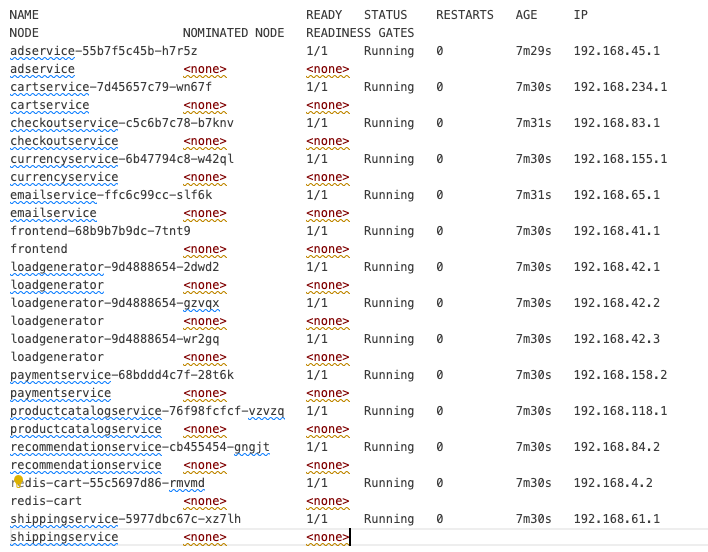 NAME READY STATUS RESTARTS AGE IP
NODE NOMINATED NODE READINESS GATES
adservice-55b7f5c45b-h7r5z 1/1 Running 0 7m29s 192.168.45.1
adservice <none> <none>
cartservice-7d45657c79-wn67f 1/1 Running 0 7m30s 192.168.234.1
cartservice <none> <none>
checkoutservice-c5c6b7c78-b7knv 1/1 Running 0 7m31s 192.168.83.1
checkoutservice <none> <none>
currencyservice-6b47794c8-w42ql 1/1 Running 0 7m30s 192.168.155.1
currencyservice <none> <none>
emailservice-ffc6c99cc-slf6k 1/1 Running 0 7m31s 192.168.65.1
emailservice <none> <none>
frontend-68b9b7b9dc-7tnt9 1/1 Running 0 7m30s 192.168.41.1
frontend <none> <none>
loadgenerator-9d4888654-2dwd2 1/1 Running 0 7m30s 192.168.42.1
loadgenerator <none> <none>
loadgenerator-9d4888654-gzvqx 1/1 Running 0 7m30s 192.168.42.2
loadgenerator <none> <none>
loadgenerator-9d4888654-wr2gq 1/1 Running 0 7m30s 192.168.42.3
loadgenerator <none> <none>
paymentservice-68bddd4c7f-28t6k 1/1 Running 0 7m30s 192.168.158.2
paymentservice <none> <none>
productcatalogservice-76f98fcfcf-vzvzq 1/1 Running 0 7m30s 192.168.118.1
productcatalogservice <none> <none>
recommendationservice-cb455454-gngjt 1/1 Running 0 7m30s 192.168.84.2
recommendationservice <none> <none>
redis-cart-55c5697d86-rmvmd 1/1 Running 0 7m30s 192.168.4.2
redis-cart <none> <none>
shippingservice-5977dbc67c-xz7lh 1/1 Running 0 7m30s 192.168.61.1
shippingservice <none> <none>